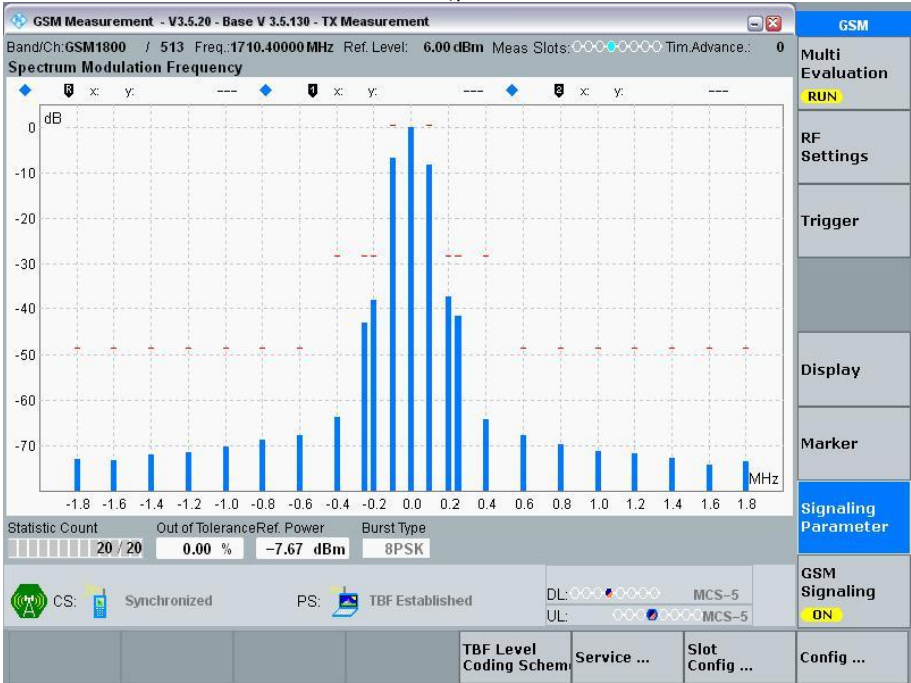 GSM Measurement - V3.5.20 - Base V 3.5.130 - TX Measurement
GSM
Band/Ch:GSM1800 / 513 Freq.:1710.40000 MHz Ref. Level: 6.00 dBm Meas Slots: Tim.Advance.: 0
Spectrum Modulation Frequency
Multi
Evaluation
RUN
R x: y: --- 1 x: y: --- 2 x: y: ---
dB
0
-10
-20
-30
-40
-50
-60
-70
MHz
-1.8 -1.6 -1.4 -1.2 -1.0 -0.8 -0.6 -0.4 -0.2 0.0 0.2 0.4 0.6 0.8 1.0 1.2 1.4 1.6 1.8
RF
Settings
Trigger
Display
Marker
Signaling
Parameter
GSM
Signaling
ON
Statistic Count Out of Tolerance Ref. Power Burst Type
20 / 20 0.00 % -7.67 dBm 8PSK
CS: Synchronized PS: TBF Established DL: MCS-5
UL: MCS-5
TBF Level
Coding Schem
Service ...
Slot
Config ...
Config ...